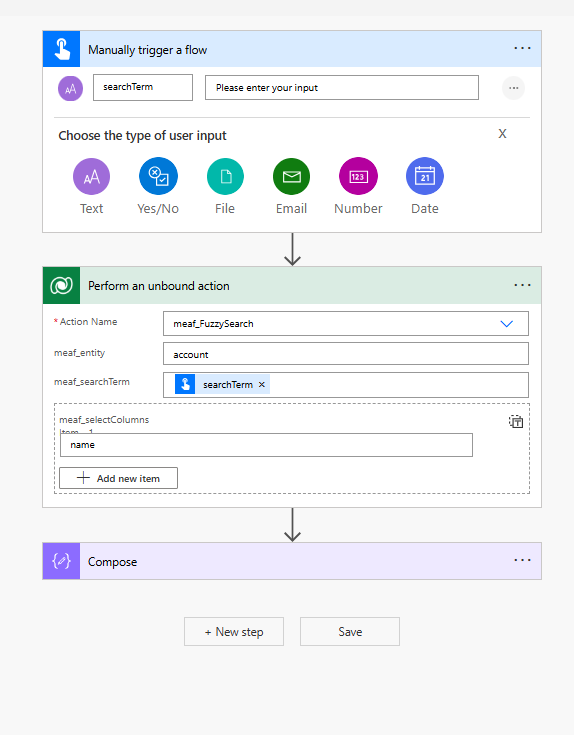 Manually trigger a flow
...
AA searchTerm Please enter your input ...
Choose the type of user input X
AA 123 21
Text Yes/No File Email Number Date
Perform an unbound action ...
* Action Name meaf_FuzzySearch
meaf_entity account
meaf_searchTerm searchTerm ×
meaf_selectColumns
Item - 1
name
+ Add new item
Compose ...
+ New step Save